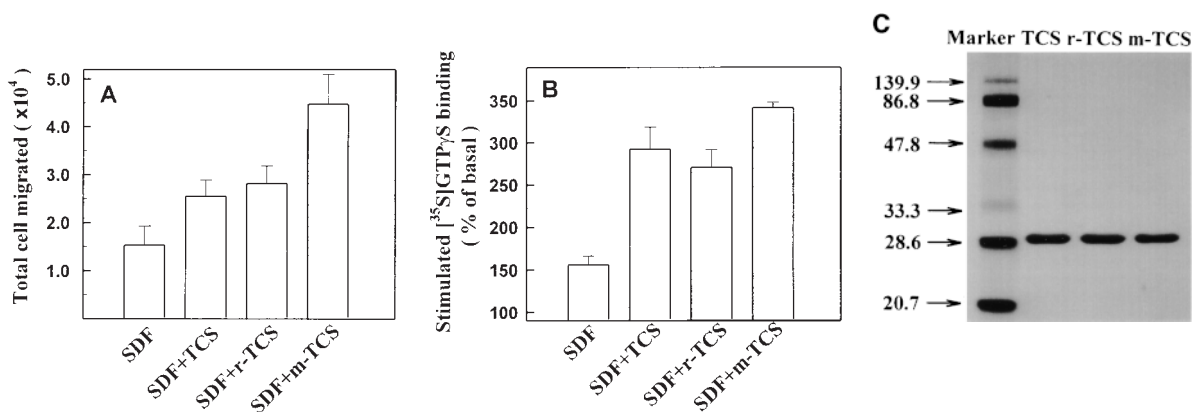 A
Total cell migrated ( x10⁴)
5.0
4.0
3.0
2.0
1.0
SDF
SDF+TCS
SDF+r-TCS
SDF+m-TCS
B
Stimulated [³⁵S]GTPγS binding
( % of basal)
350
300
250
200
150
100
SDF
SDF+TCS
SDF+r-TCS
SDF+m-TCS
C
Marker TCS r-TCS m-TCS
139.9
86.8
47.8
33.3
28.6
20.7